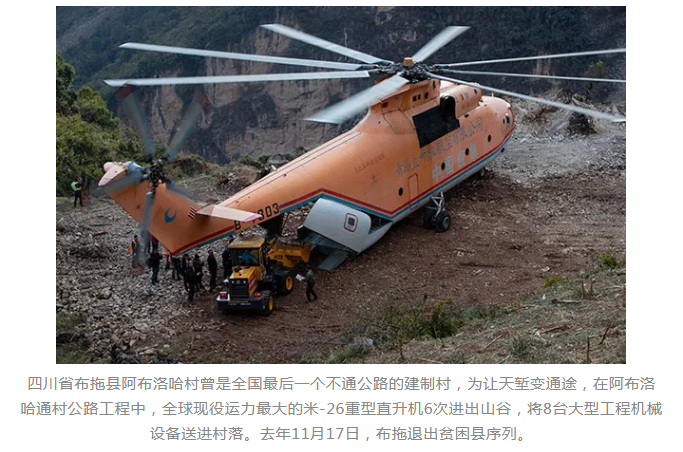 四川省布拖县阿布洛哈村曾是全国最后一个不通公路的建制村，为让天堑变通途，在阿布洛
哈通村公路工程中，全球现役运力最大的米-26重型直升机6次进出山谷，将8台大型工程机械
设备送进村落。去年11月17日，布拖退出贫困县序列。